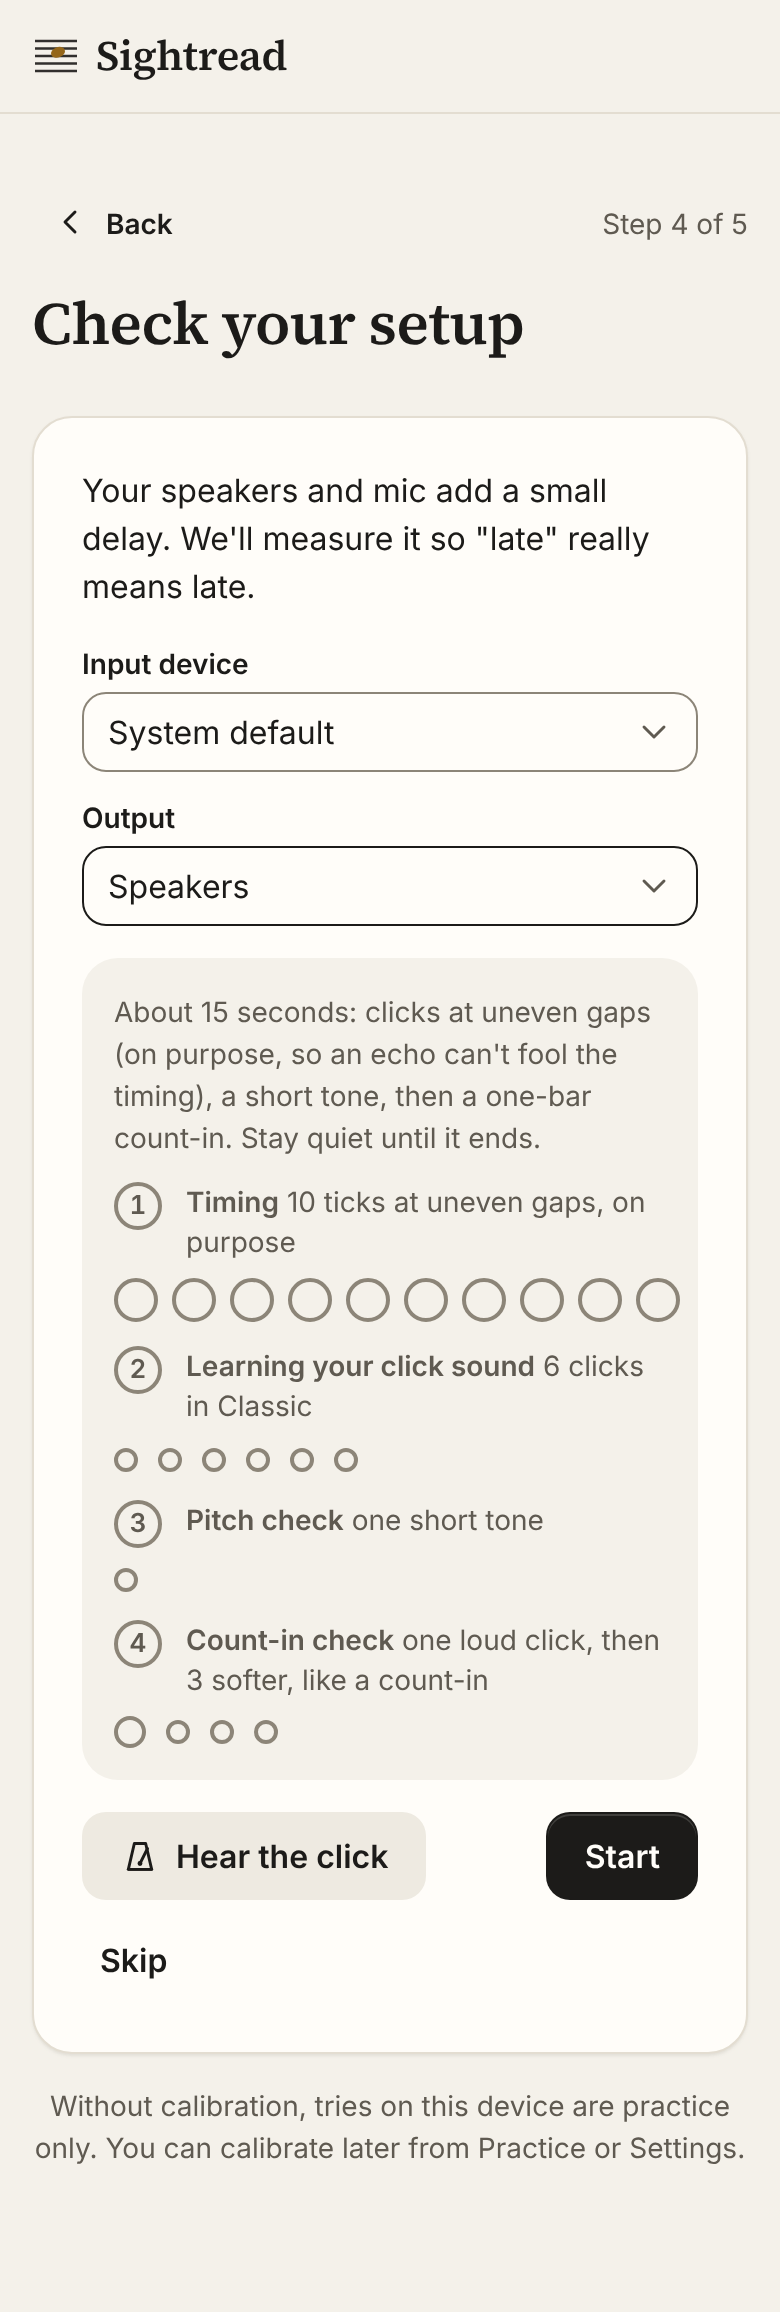 Sightread
Back
Step 4 of 5
Check your setup
Your speakers and mic add a small
delay. We'll measure it so "late" really
means late.
Input device
System default
Output
Speakers
About 15 seconds: clicks at uneven gaps
(on purpose, so an echo can't fool the
timing), a short tone, then a one-bar
count-in. Stay quiet until it ends.
1 Timing 10 ticks at uneven gaps, on
purpose
2 Learning your click sound 6 clicks
in Classic
3 Pitch check one short tone
4 Count-in check one loud click, then
3 softer, like a count-in
Hear the click
Start
Skip
Without calibration, tries on this device are practice
only. You can calibrate later from Practice or Settings.